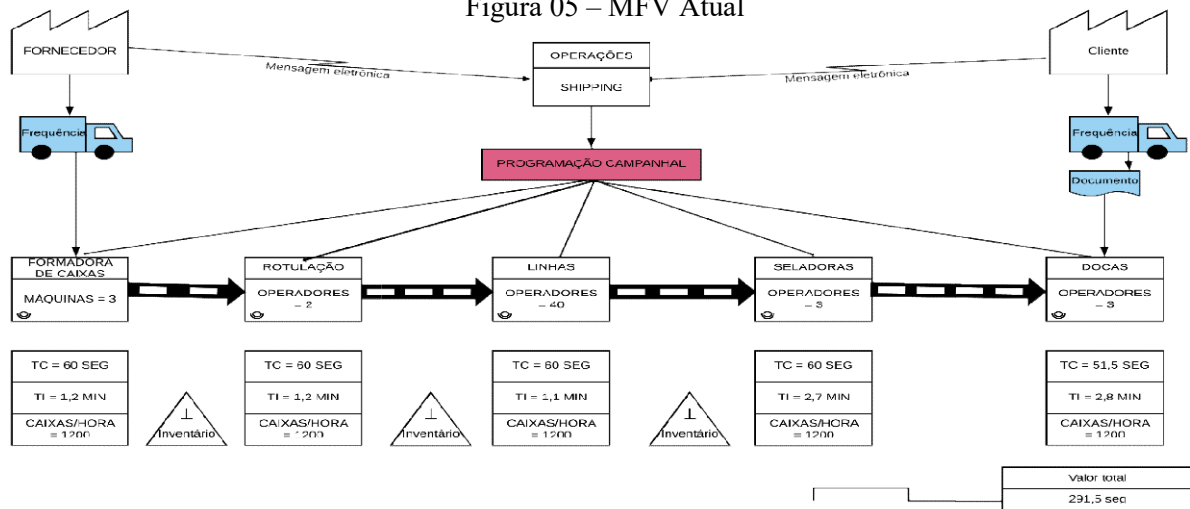 Figura 05 – MFV Atual
FORNECEDOR
Mensagem eletrônica
OPERAÇÕES
SHIPPING
Mensagem eletrônica
Cliente
Frequência
Frequência
Documento
PROGRAMAÇÃO CAMPANHAL
FORMADORA
DE CAIXAS
MÁQUINAS = 3
ROTULAÇÃO
OPERADORES
= 2
LINHAS
OPERADORES
= 40
SELADORAS
OPERADORES
= 3
DOCAS
OPERADORES
= 3
TC = 60 SEG
TI = 1,2 MIN
CAIXAS/HORA
= 1200
Inventário
TC = 60 SEG
TI = 1,2 MIN
CAIXAS/HORA
= 1200
Inventário
TC = 60 SEG
TI = 1,1 MIN
CAIXAS/HORA
= 1200
Inventário
TC = 60 SEG
TI = 2,7 MIN
CAIXAS/HORA
= 1200
TC = 51,5 SEG
TI = 2,8 MIN
CAIXAS/HORA
= 1200
Valor total
291,5 seg